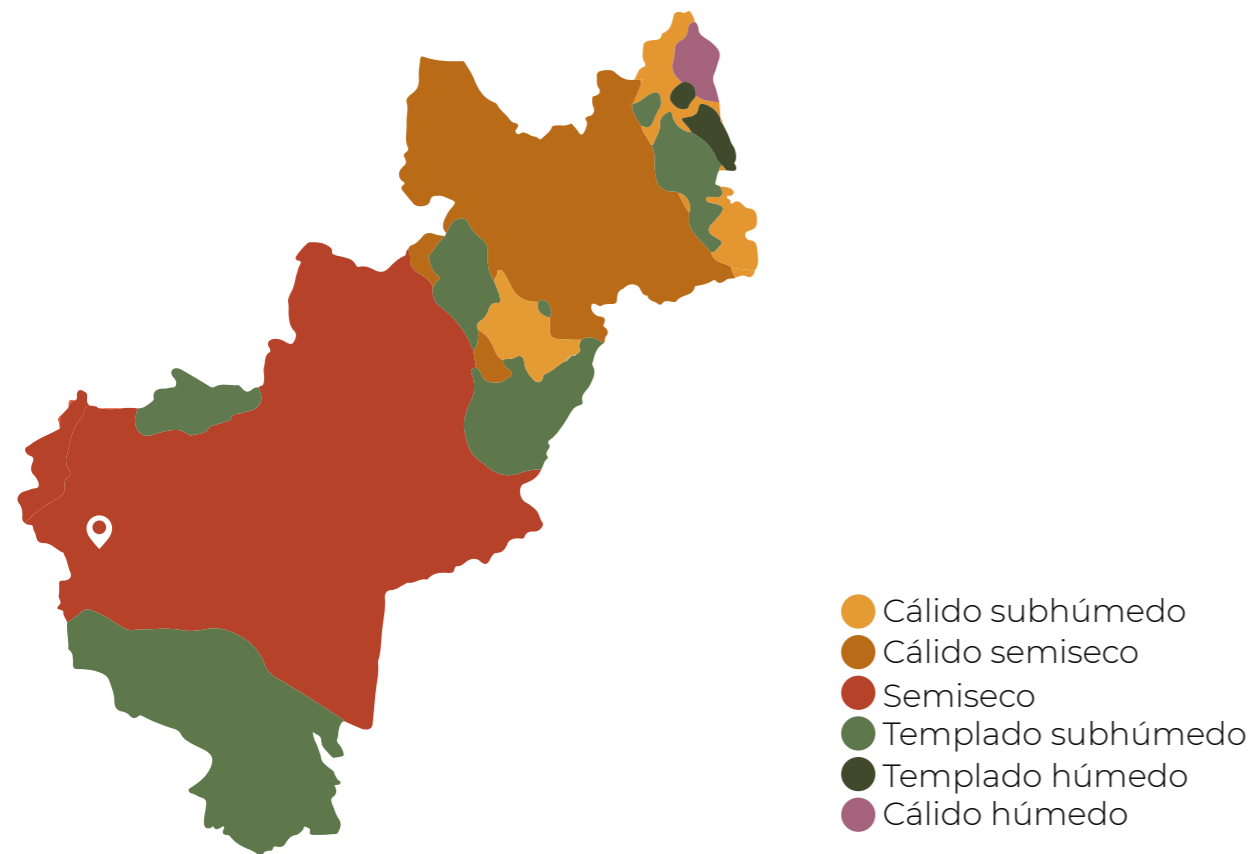 Cálido subhúmedo
Cálido semiseco
Semiseco
Templado subhúmedo
Templado húmedo
Cálido húmedo